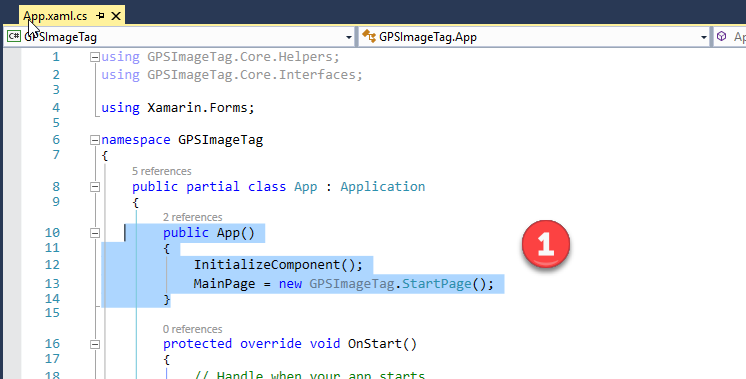 App.xaml.cs
C# GPSImageTag GPSImageTag.App Ap
1 using GPSImageTag.Core.Helpers;
2 using GPSImageTag.Core.Interfaces;
3
4 using Xamarin.Forms;
5
6 namespace GPSImageTag
7 {
5 references
8 public partial class App : Application
9 {
2 references
10 public App()
11 {
12 InitializeComponent();
13 MainPage = new GPSImageTag.StartPage();
14 }
15
0 references
16 protected override void OnStart()
17 {
18 // Handle when your app starts
1